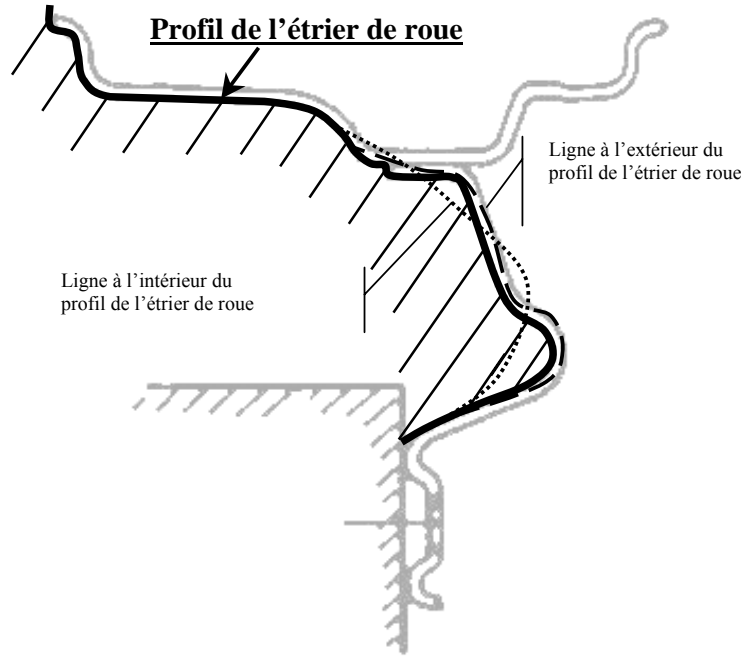 Profil de l’étrier de roue
Ligne à l’extérieur du
profil de l’étrier de roue
Ligne à l’intérieur du
profil de l’étrier de roue